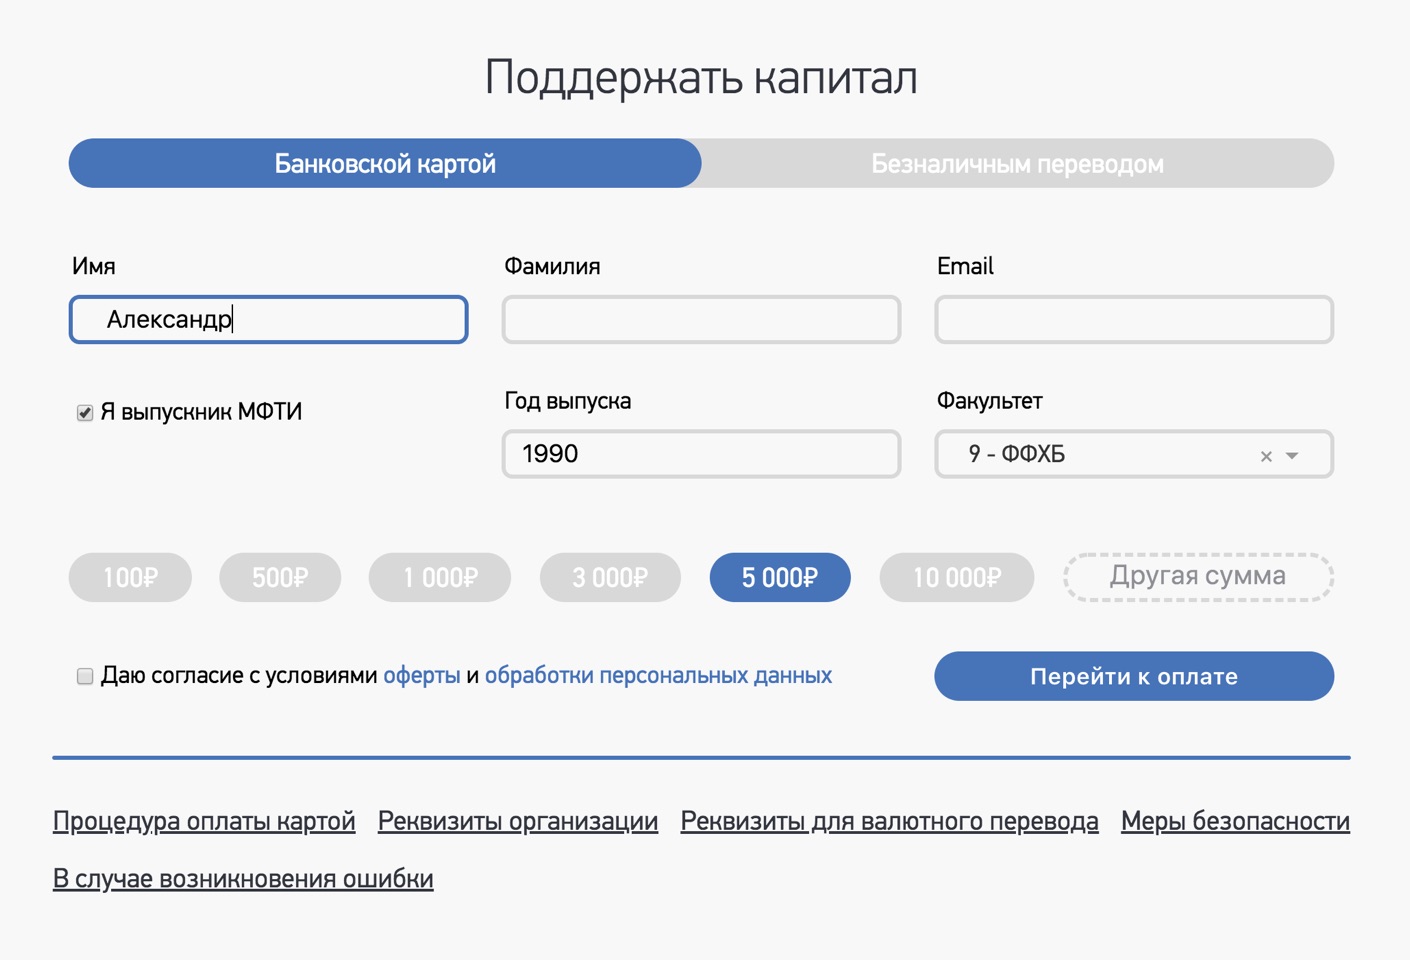 Поддержать капитал
Банковской картой Безналичным переводом
Имя Фамилия Email
Александр
Я выпускник МФТИ Год выпуска Факультет
1990 9 - ФФХБ ×
100₽ 500₽ 1 000₽ 3 000₽ 5 000₽ 10 000₽ Другая сумма
Даю согласие с условиями оферты и обработки персональных данных Перейти к оплате
Процедура оплаты картой Реквизиты организации Реквизиты для валютного перевода Меры безопасности
В случае возникновения ошибки